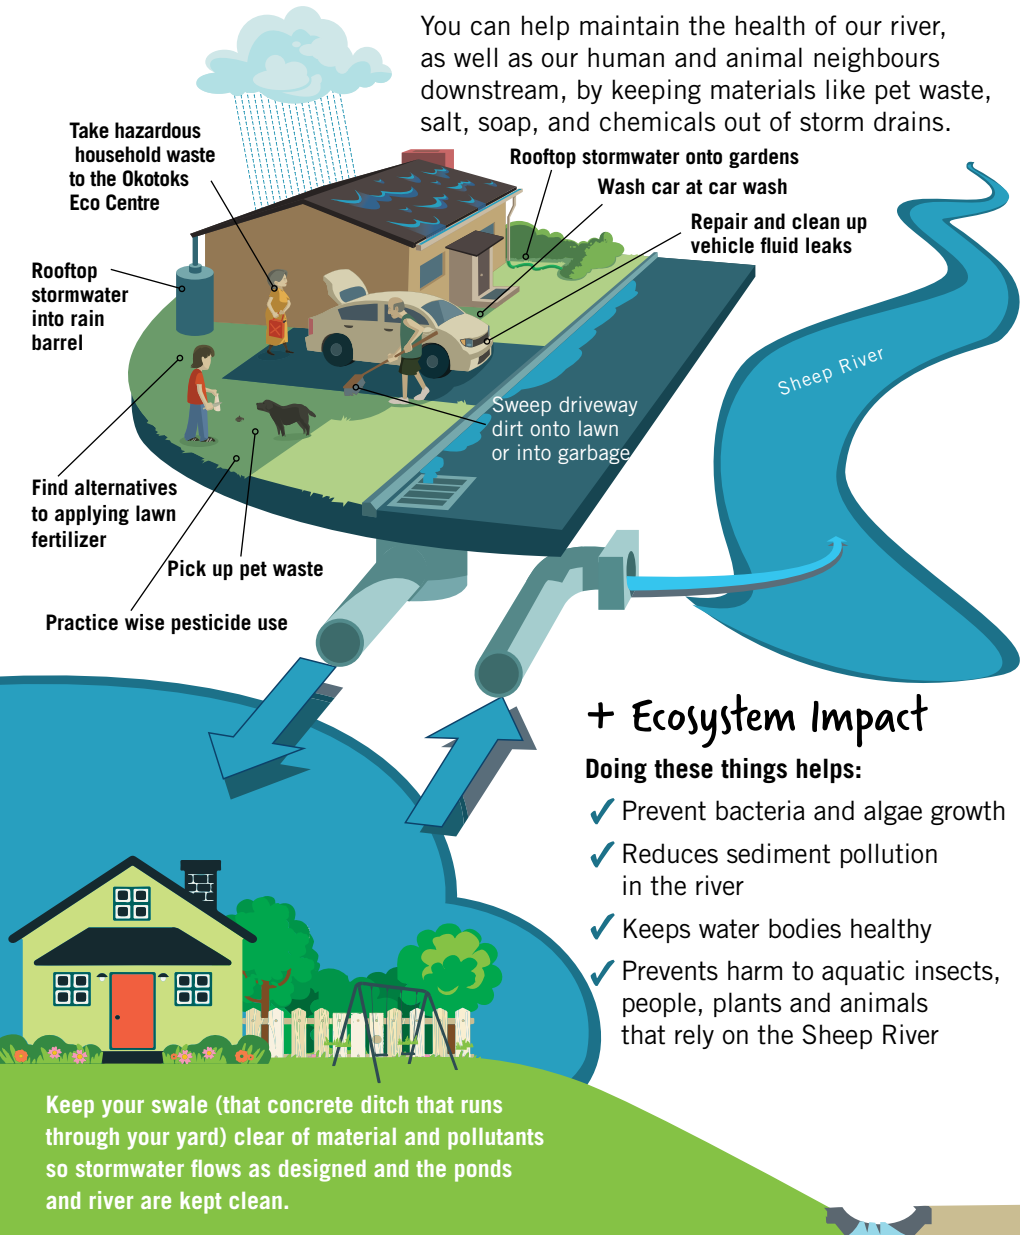 You can help maintain the health of our river,
as well as our human and animal neighbours
downstream, by keeping materials like pet waste,
salt, soap, and chemicals out of storm drains.
Take hazardous
household waste
to the Okotoks
Eco Centre
Rooftop stormwater onto gardens
Wash car at car wash
Repair and clean up
vehicle fluid leaks
Rooftop
stormwater
into rain
barrel
Sheep River
Sweep driveway
dirt onto lawn
or into garbage
Find alternatives
to applying lawn
fertilizer
Pick up pet waste
Practice wise pesticide use
+ Ecosystem Impact
Doing these things helps:
✓ Prevent bacteria and algae growth
✓ Reduces sediment pollution
in the river
✓ Keeps water bodies healthy
✓ Prevents harm to aquatic insects,
people, plants and animals
that rely on the Sheep River
Keep your swale (that concrete ditch that runs
through your yard) clear of material and pollutants
so stormwater flows as designed and the ponds
and river are kept clean.